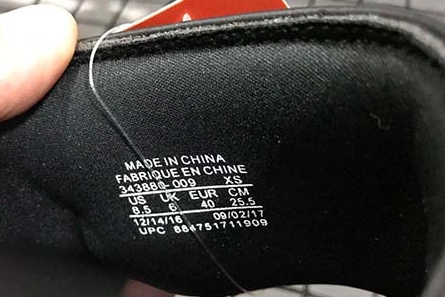 MADE IN CHINA
FABRIQUE EN CHINE
343880-009 XS
US UK EUR CM
8.5 6 40 25.5
12/14/16 09/02/17
UPC 884751711909